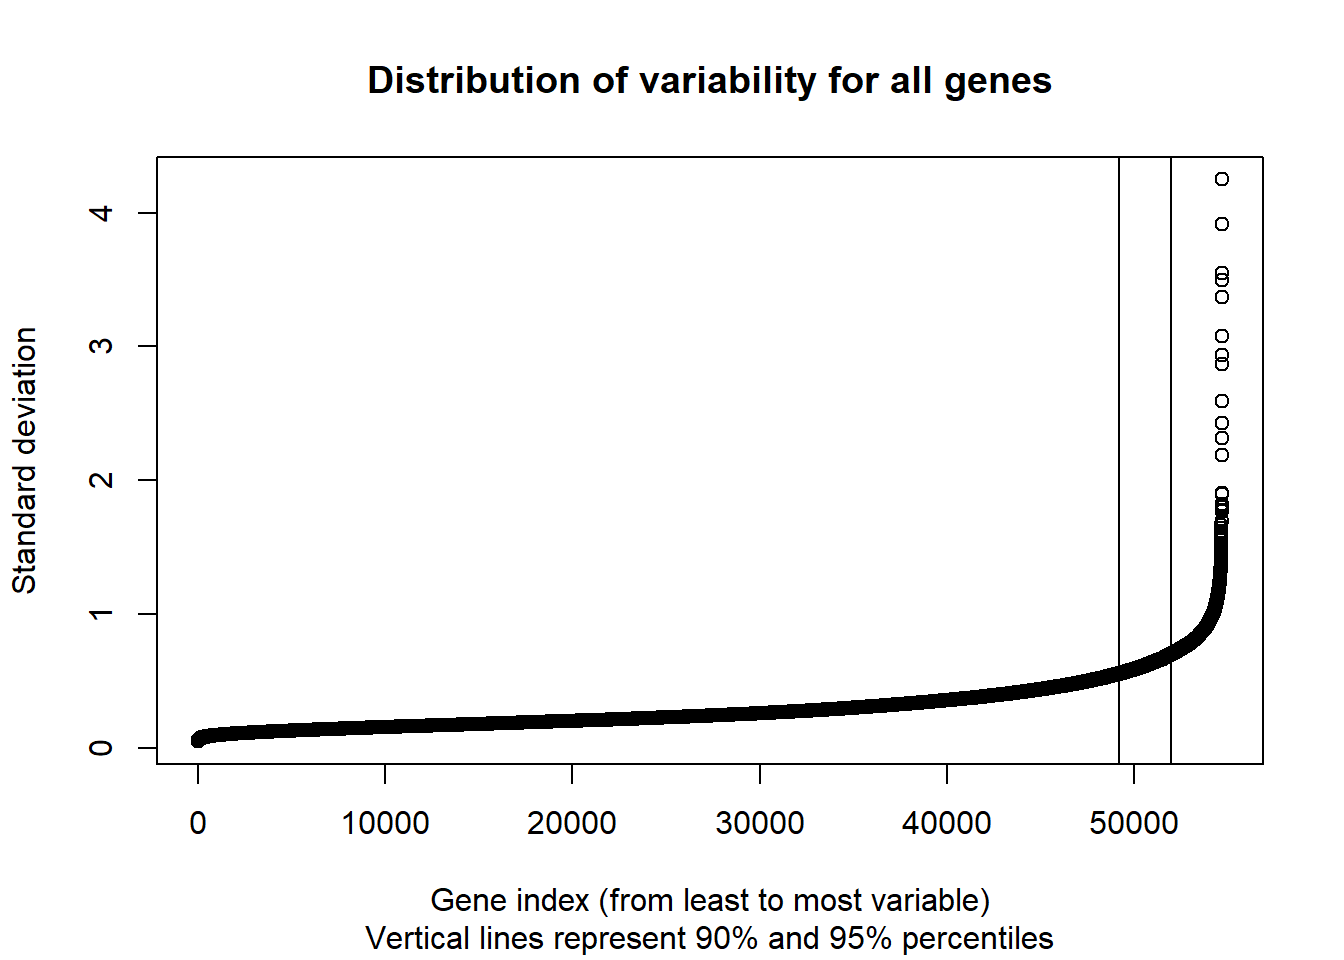 Distribution of variability for all genes
Standard deviation
4
3
2
1
0
0 10000 20000 30000 40000 50000
Gene index (from least to most variable)
Vertical lines represent 90% and 95% percentiles